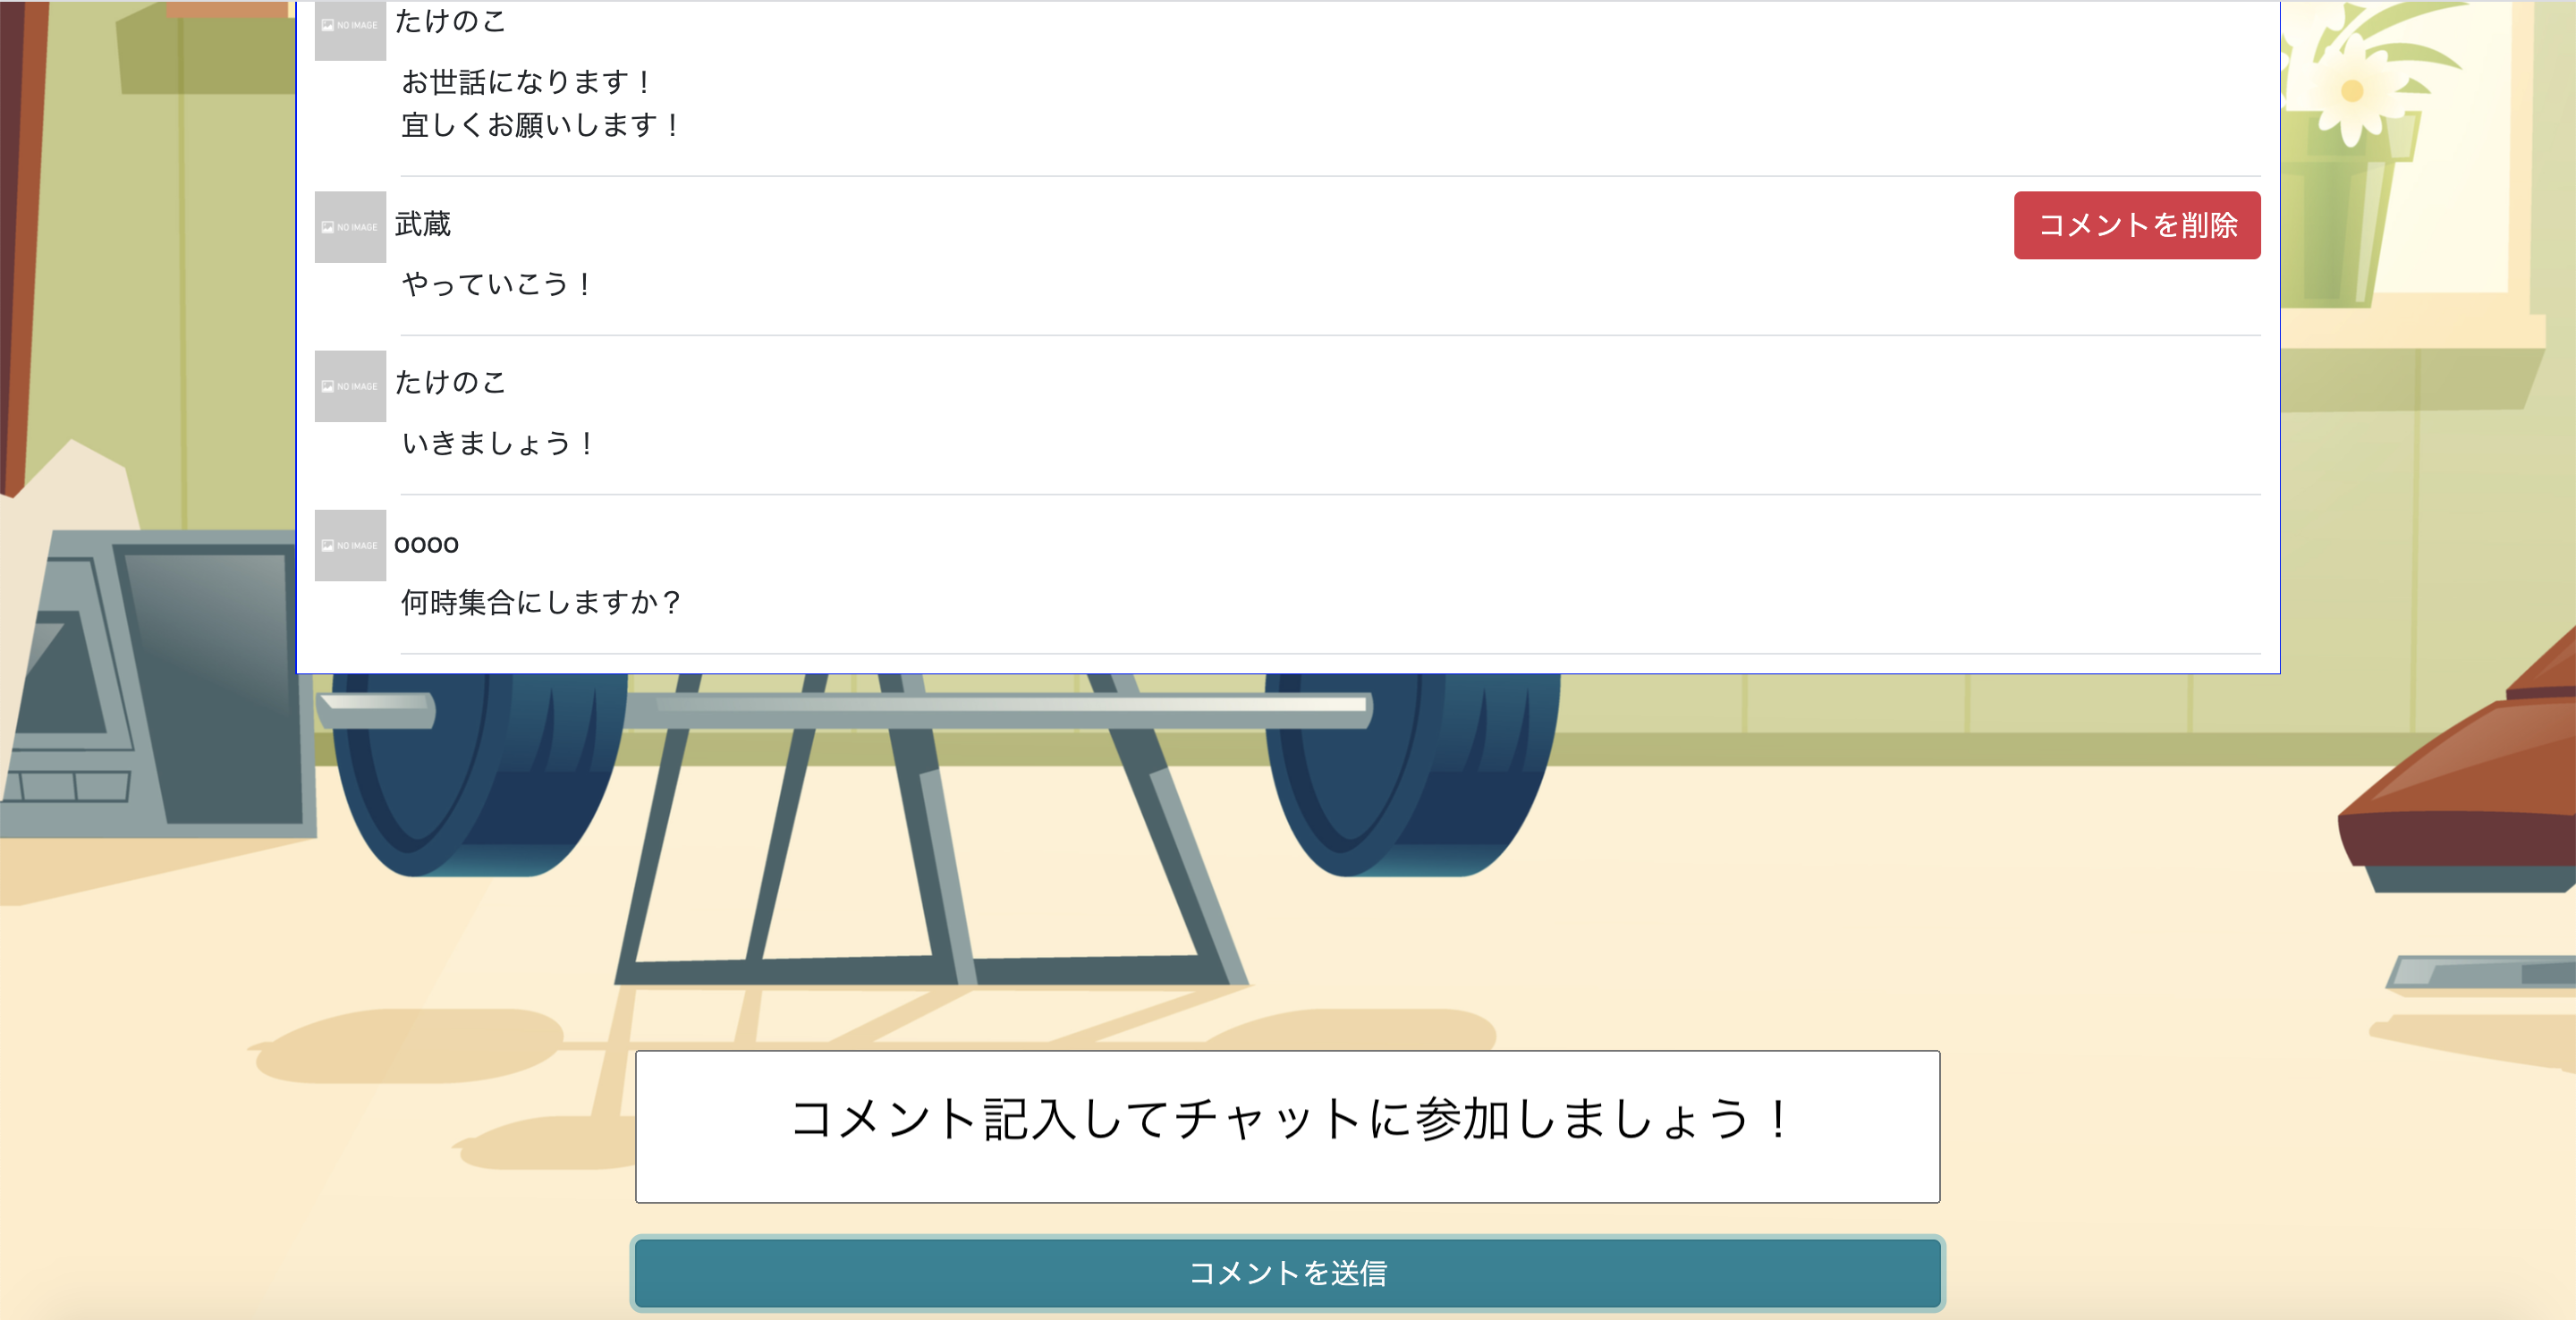 NO IMAGE たけのこ
お世話になります！
宜しくお願いします！
NO IMAGE 武蔵 コメントを削除
やっていこう！
NO IMAGE たけのこ
いきましょう！
NO IMAGE oooo
何時集合にしますか？
コメント記入してチャットに参加しましょう！
コメントを送信